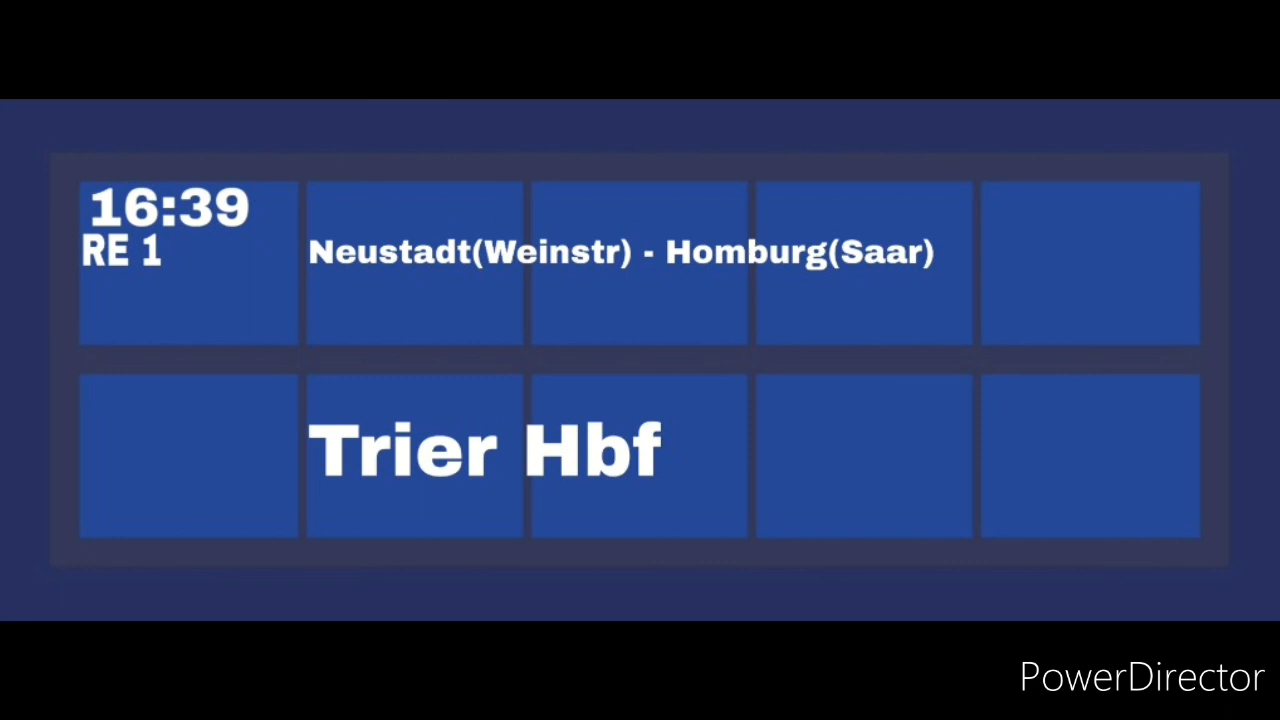 16:39
RE 1
Neustadt(Weinstr) - Homburg(Saar)
Trier Hbf
PowerDirector